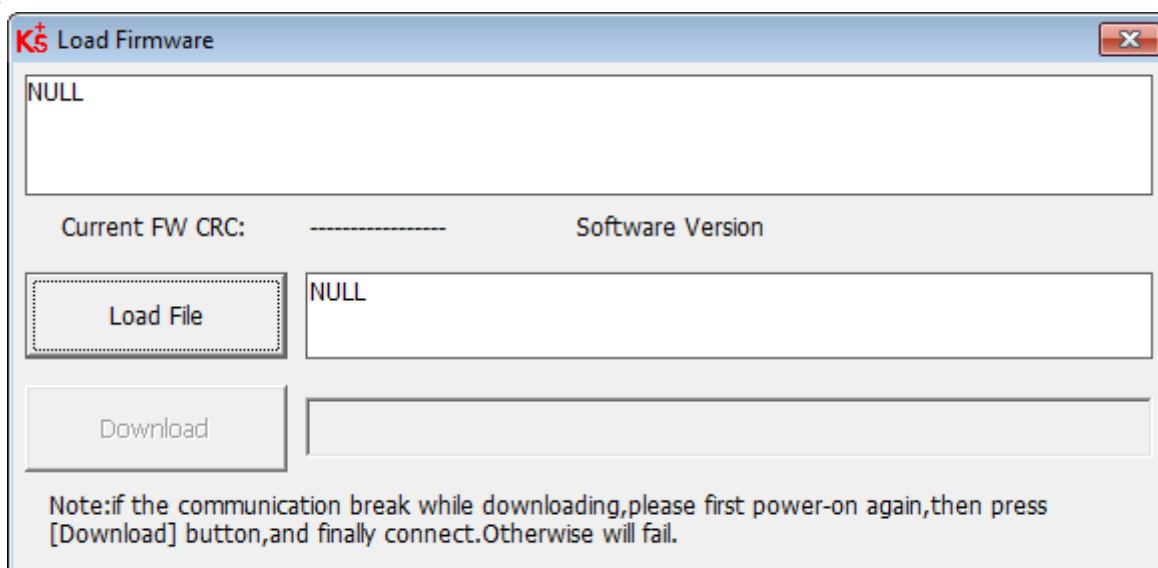 KS+ Load Firmware
NULL
Current FW CRC: ----------------- Software Version
Load File NULL
Download
Note:if the communication break while downloading,please first power-on again,then press
[Download] button,and finally connect.Otherwise will fail.